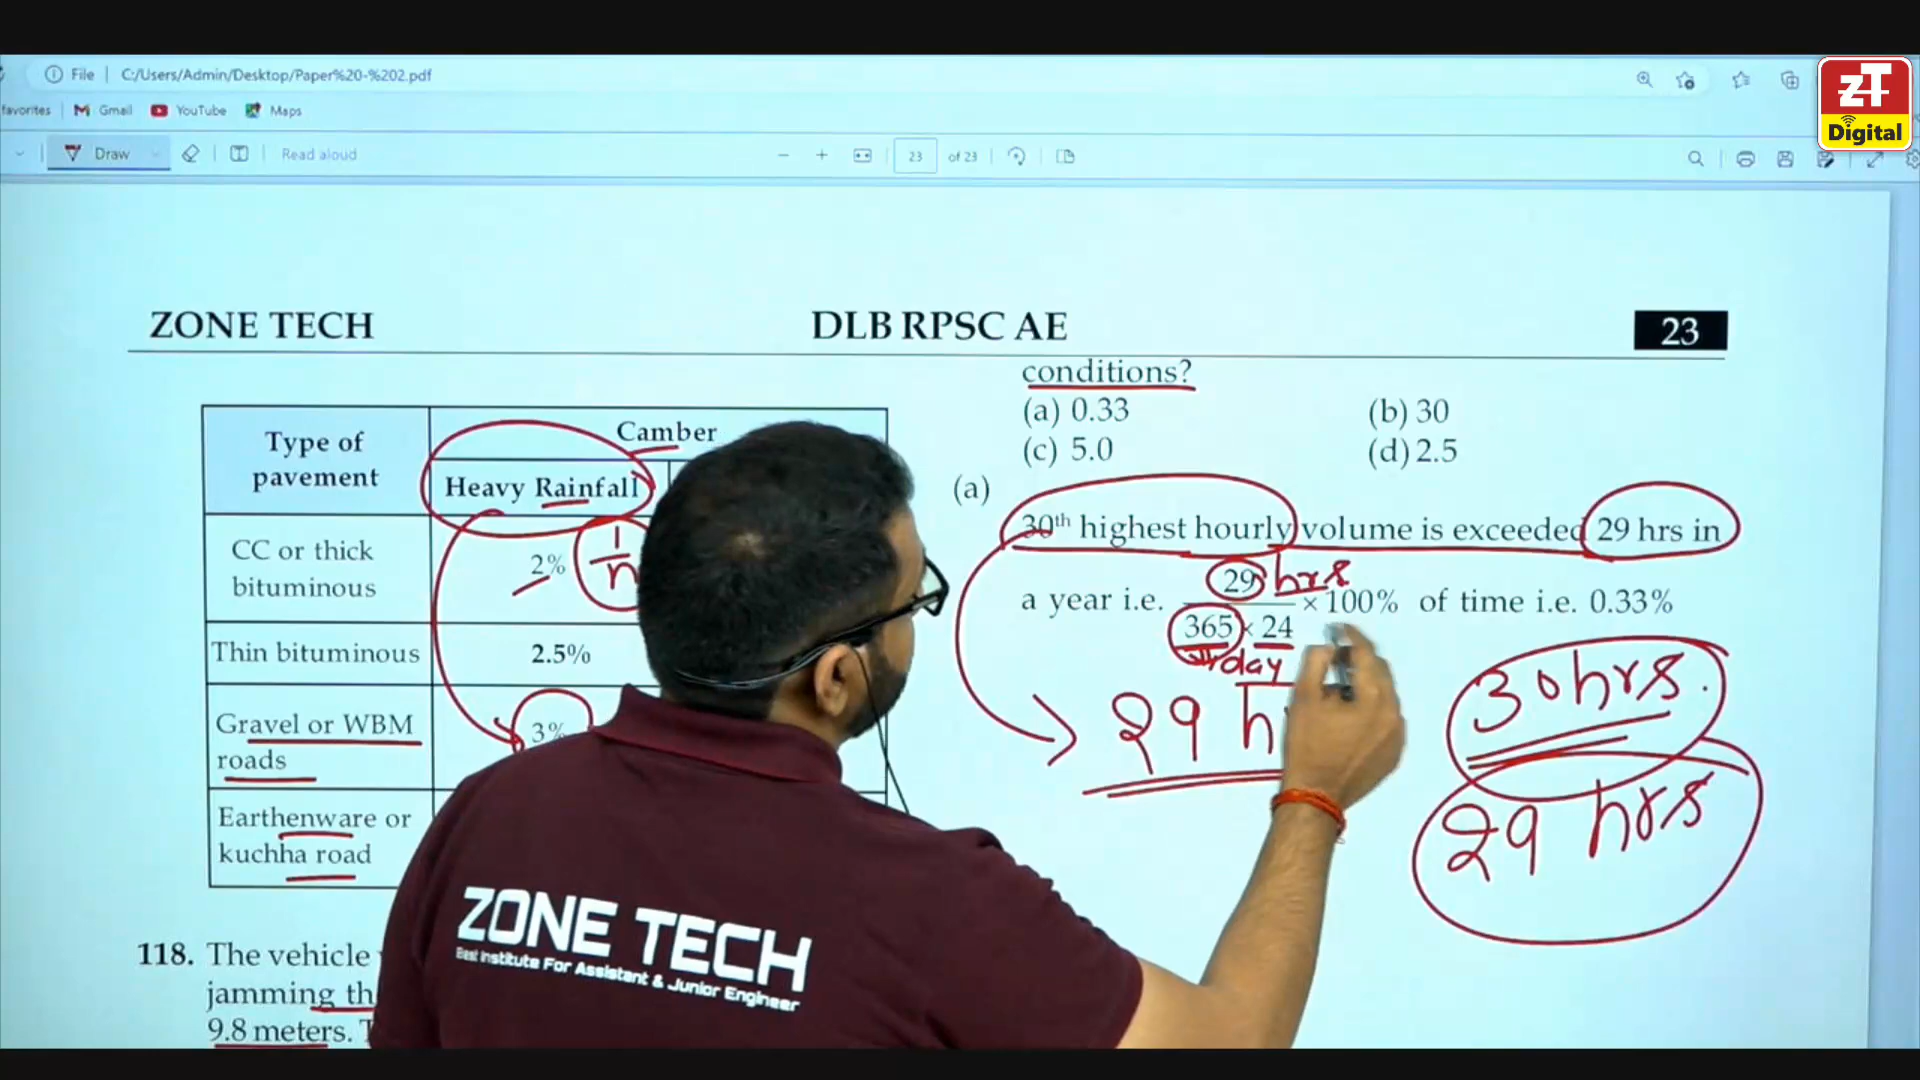 File | C:/Users/Admin/Desktop/Paper%20-%202.pdf
favorites Gmail YouTube Maps
Draw Read aloud 23 of 23
ZT
Digital
ZONE TECH DLB RPSC AE 23
Type of pavement Camber
Heavy Rainfall
CC or thick bituminous 2% 1/n
Thin bituminous 2.5%
Gravel or WBM roads 3%
Earthenware or kuchha road
118. The vehicle
jamming
9.8 meters.
conditions?
(a) 0.33 (b) 30
(c) 5.0 (d) 2.5
(a)
30th highest hourly volume is exceeded 29 hrs in
29 hrs
a year i.e. × 100% of time i.e. 0.33%
365 × 24
day
30 hrs.
29 h
29 hrs
ZONE TECH
Best Institute For Assistant & Junior Engineer